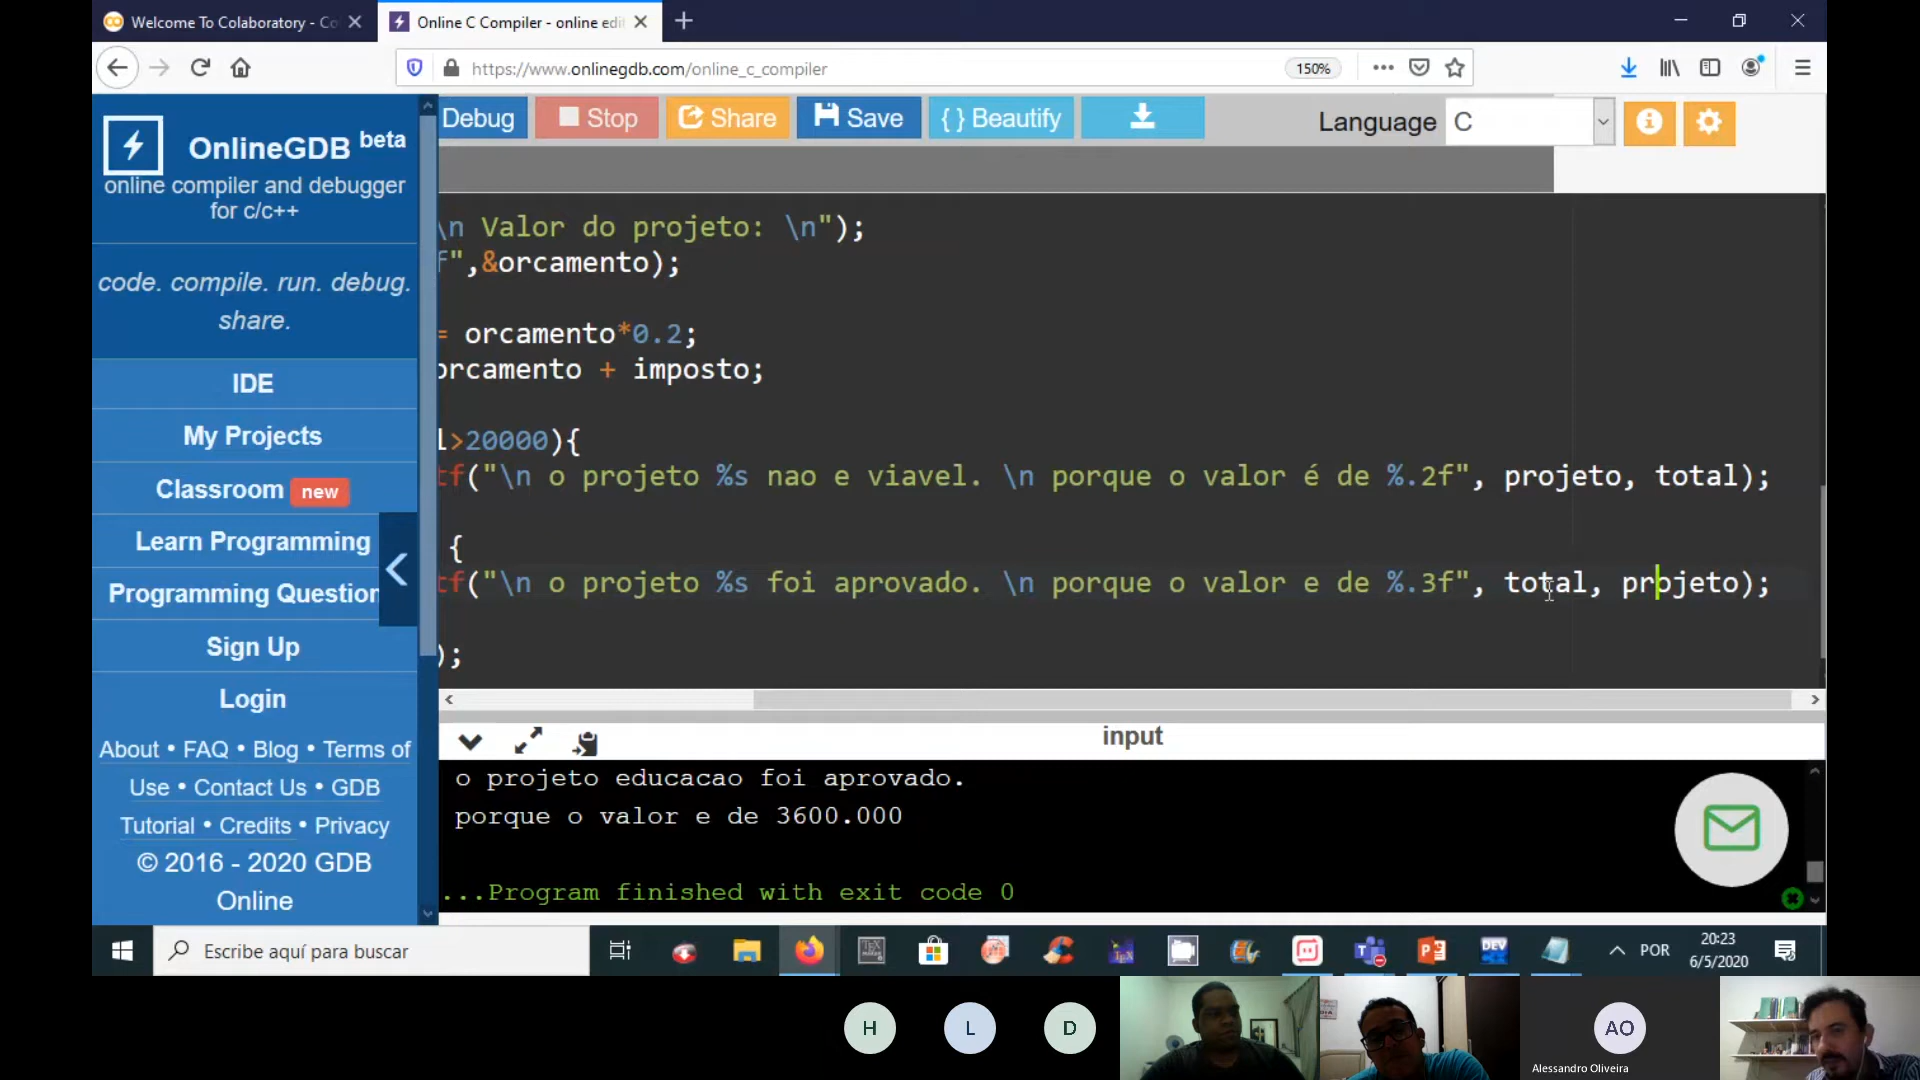 Welcome To Colaboratory - Co
Online C Compiler - online edi
https://www.onlinegdb.com/online_c_compiler
150%
OnlineGDB beta
online compiler and debugger
for c/c++
code. compile. run. debug.
share.
IDE
My Projects
Classroom new
Learn Programming
Programming Question
Sign Up
Login
About • FAQ • Blog • Terms of
Use • Contact Us • GDB
Tutorial • Credits • Privacy
© 2016 - 2020 GDB
Online
Debug
Stop
Share
Save
{ } Beautify
Language C
\n Valor do projeto: \n");
f",&orcamento);
= orcamento*0.2;
orcamento + imposto;
l>20000){
tf("\n o projeto %s nao e viavel. \n porque o valor é de %.2f", projeto, total);
{
tf("\n o projeto %s foi aprovado. \n porque o valor e de %.3f", total, projeto);
);
input
o projeto educacao foi aprovado.
porque o valor e de 3600.000
...Program finished with exit code 0
Escribe aquí para buscar
POR
20:23
6/5/2020
H
L
D
AO
Alessandro Oliveira